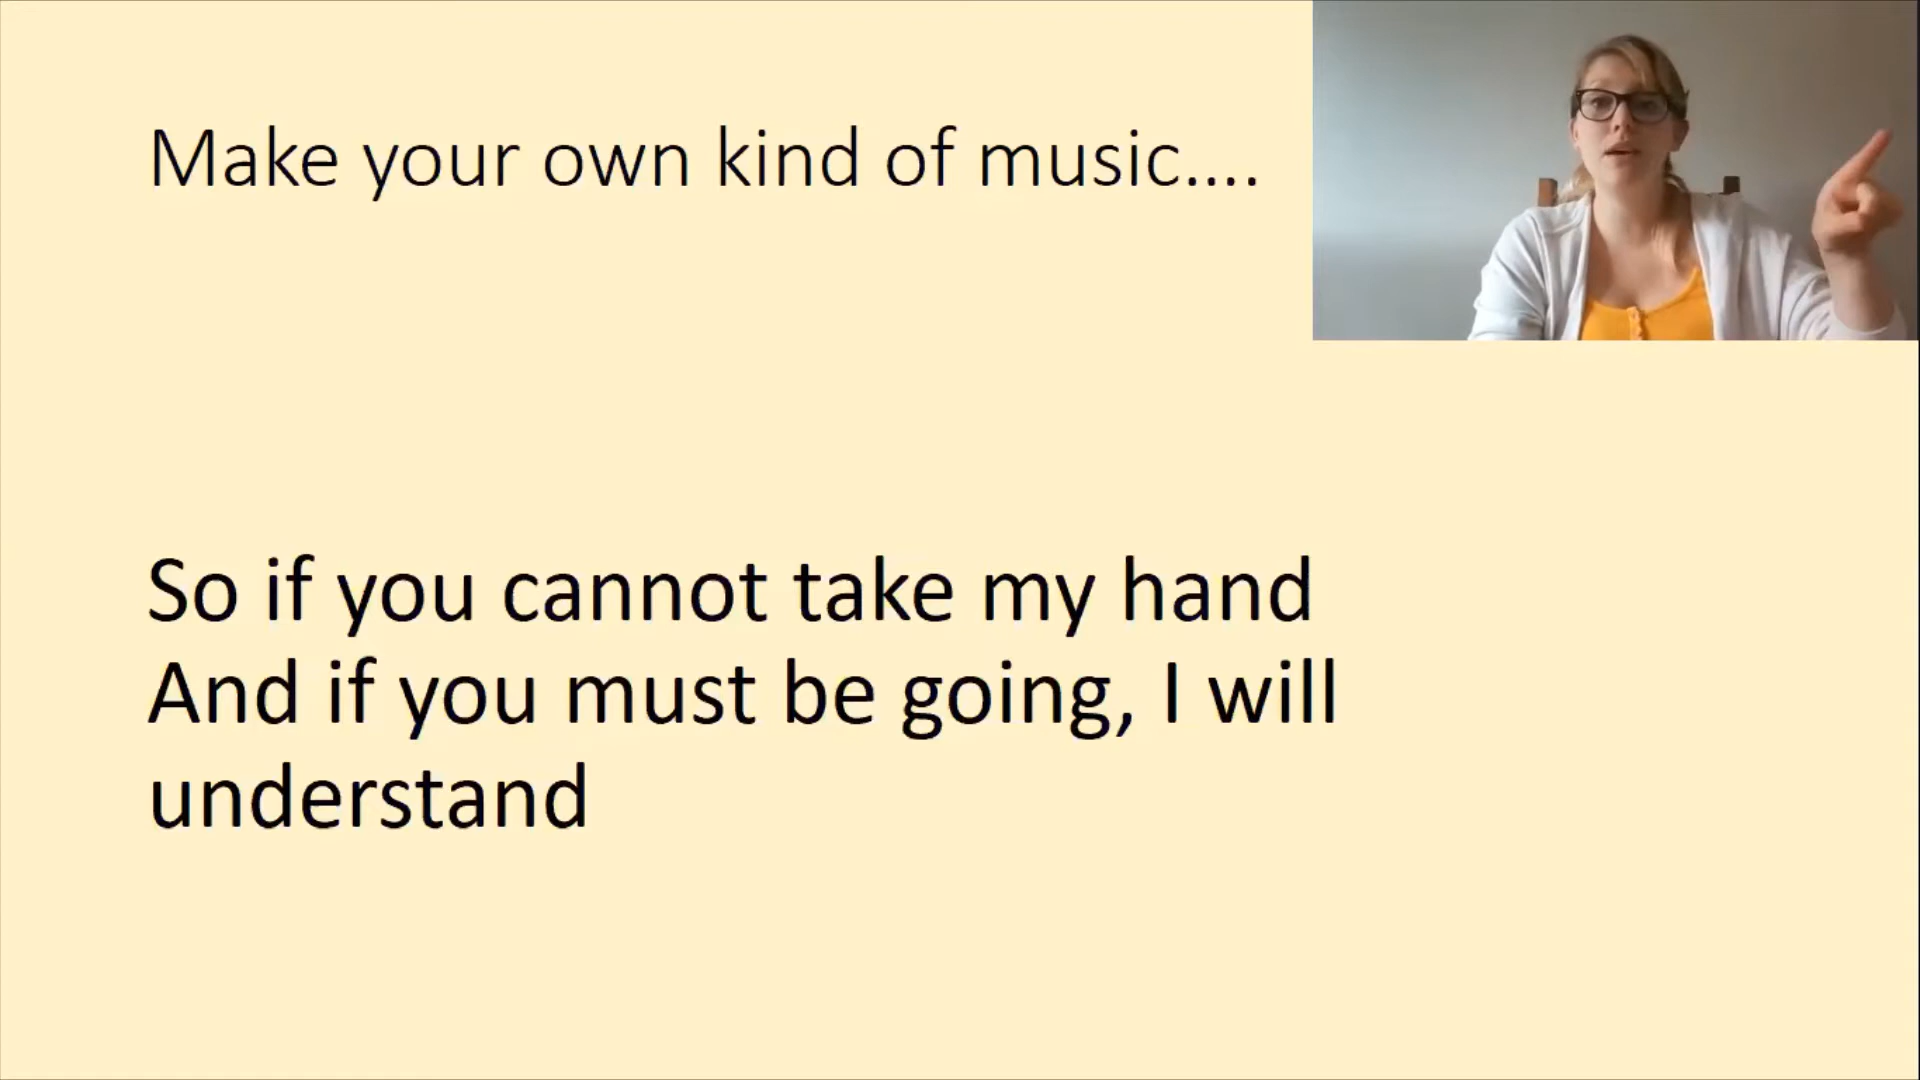 Make your own kind of music....
So if you cannot take my hand
And if you must be going, I will
understand